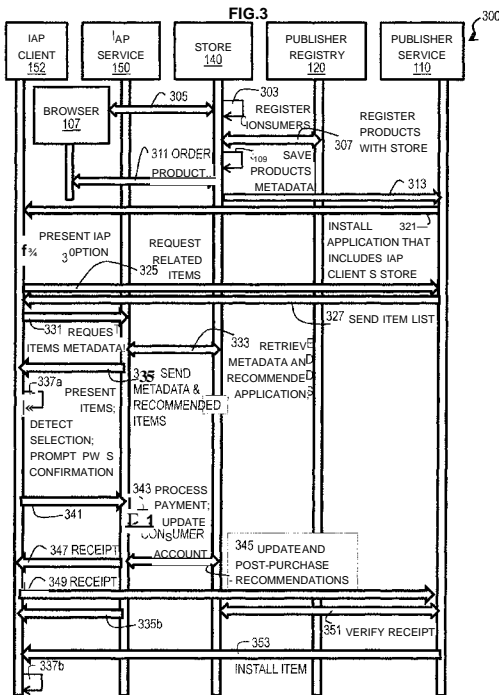 FIG.3
300
IAP
CLIENT
152
IAP
SERVICE
150
STORE
140
PUBLISHER
REGISTRY
120
PUBLISHER
SERVICE
110
BROWSER
107
305
303
REGISTER
CONSUMERS
307
REGISTER
PRODUCTS
WITH STORE
311 ORDER
PRODUCT...
309 SAVE
PRODUCTS
METADATA
313
321
INSTALL
APPLICATION THAT
INCLUDES IAP
CLIENT S STORE
PRESENT IAP
OPTION
325
REQUEST
RELATED
ITEMS
327 SEND ITEM LIST
331 REQUEST
ITEMS METADATA
333 RETRIEVE
METADATA AND
RECOMMENDED
APPLICATIONS
335 SEND
METADATA &
RECOMMENDED
ITEMS
337a
PRESENT
ITEMS;
DETECT
SELECTION;
PROMPT PW S
CONFIRMATION
341
343 PROCESS
PAYMENT;
UPDATE
CONSUMER
ACCOUNT
345 UPDATE AND
POST-PURCHASE
RECOMMENDATIONS
347 RECEIPT
349 RECEIPT
335b
351 VERIFY RECEIPT
353
INSTALL ITEM
337b